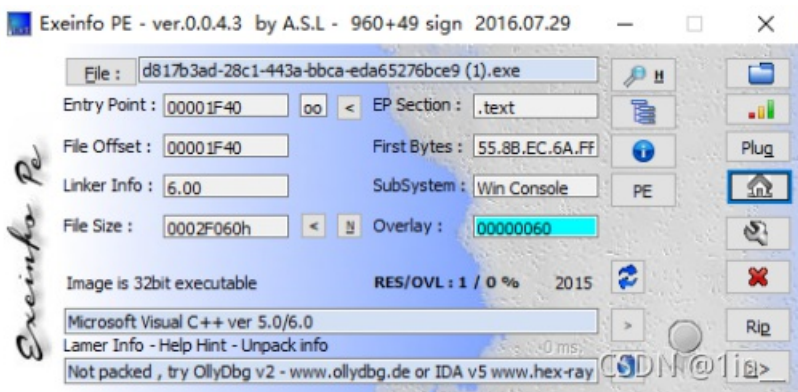 Exeinfo PE - ver.0.0.4.3 by A.S.L - 960+49 sign 2016.07.29
File : d817b3ad-28c1-443a-bbca-eda65276bce9 (1).exe H
Entry Point : 00001F40 oo < EP Section : .text
File Offset : 00001F40 First Bytes : 55.8B.EC.6A.FF Plug
Linker Info : 6.00 SubSystem : Win Console PE
File Size : 0002F060h < N Overlay : 00000060
Image is 32bit executable RES/OVL : 1 / 0 % 2015
Microsoft Visual C++ ver 5.0/6.0 > Rip
Lamer Info - Help Hint - Unpack info 0 ms.
Not packed , try OllyDbg v2 - www.ollydbg.de or IDA v5 www.hex-ray
Exeinfo Pe